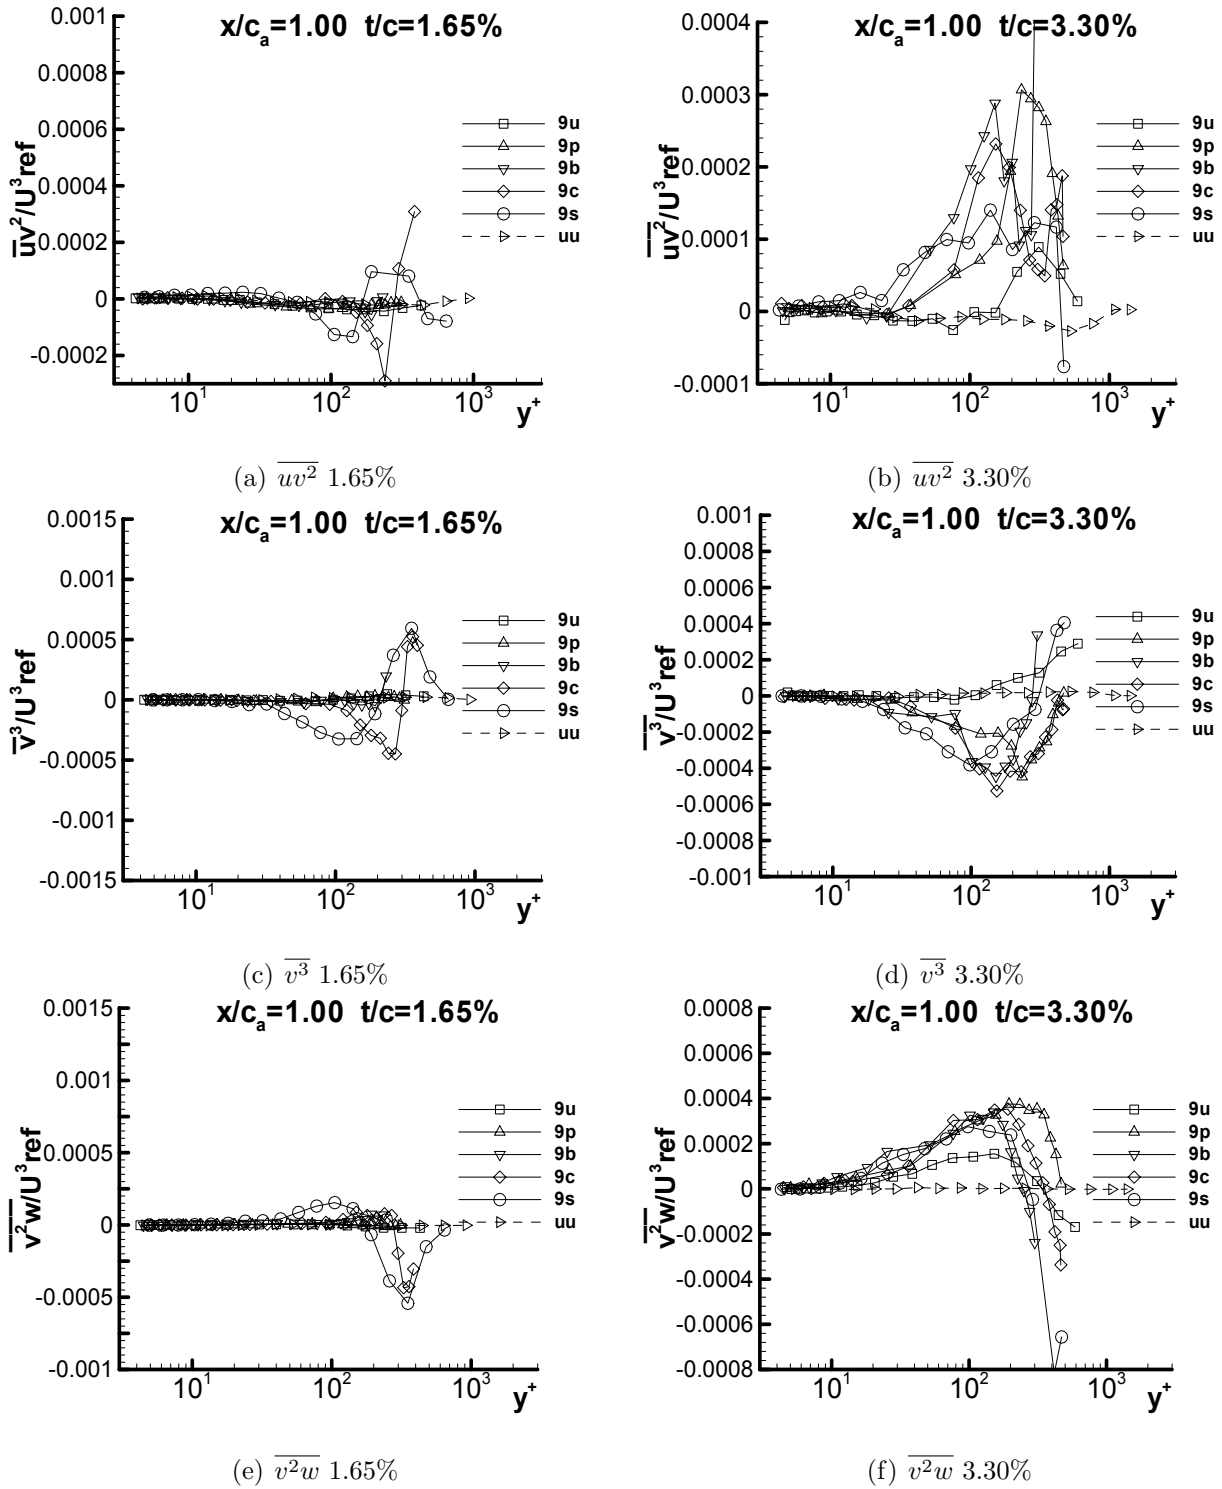 x/cₐ=1.00 t/c=1.65%
0.001
0.0008
0.0006
0.0004
0.0002
0
-0.0002
uv²/U³ref
10¹ 10² 10³
y⁺
9u
9p
9b
9c
9s
uu
(a) uv² 1.65%
x/cₐ=1.00 t/c=3.30%
0.0004
0.0003
0.0002
0.0001
0
-0.0001
uv²/U³ref
10¹ 10² 10³
y⁺
9u
9p
9b
9c
9s
uu
(b) uv² 3.30%
x/cₐ=1.00 t/c=1.65%
0.0015
0.001
0.0005
0
-0.0005
-0.001
-0.0015
v³/U³ref
10¹ 10² 10³
y⁺
9u
9p
9b
9c
9s
uu
(c) v³ 1.65%
x/cₐ=1.00 t/c=3.30%
0.001
0.0008
0.0006
0.0004
0.0002
0
-0.0002
-0.0004
-0.0006
-0.0008
-0.001
v³/U³ref
10¹ 10² 10³
y⁺
9u
9p
9b
9c
9s
uu
(d) v³ 3.30%
x/cₐ=1.00 t/c=1.65%
0.0015
0.001
0.0005
0
-0.0005
-0.001
v²w/U³ref
10¹ 10² 10³
y⁺
9u
9p
9b
9c
9s
uu
(e) v²w 1.65%
x/cₐ=1.00 t/c=3.30%
0.0008
0.0006
0.0004
0.0002
0
-0.0002
-0.0004
-0.0006
-0.0008
v²w/U³ref
10¹ 10² 10³
y⁺
9u
9p
9b
9c
9s
uu
(f) v²w 3.30%